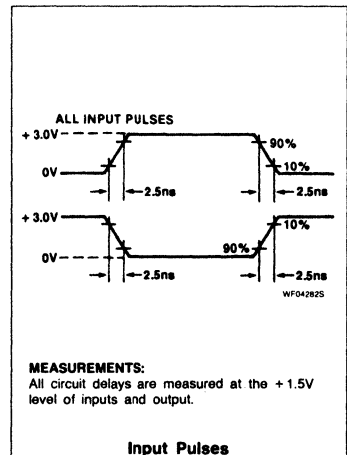 ALL INPUT PULSES
+ 3.0V
90%
10%
0V
2.5ns
2.5ns
+ 3.0V
10%
90%
0V
2.5ns
2.5ns
WF04282S
MEASUREMENTS:
All circuit delays are measured at the + 1.5V
level of inputs and output.
Input Pulses